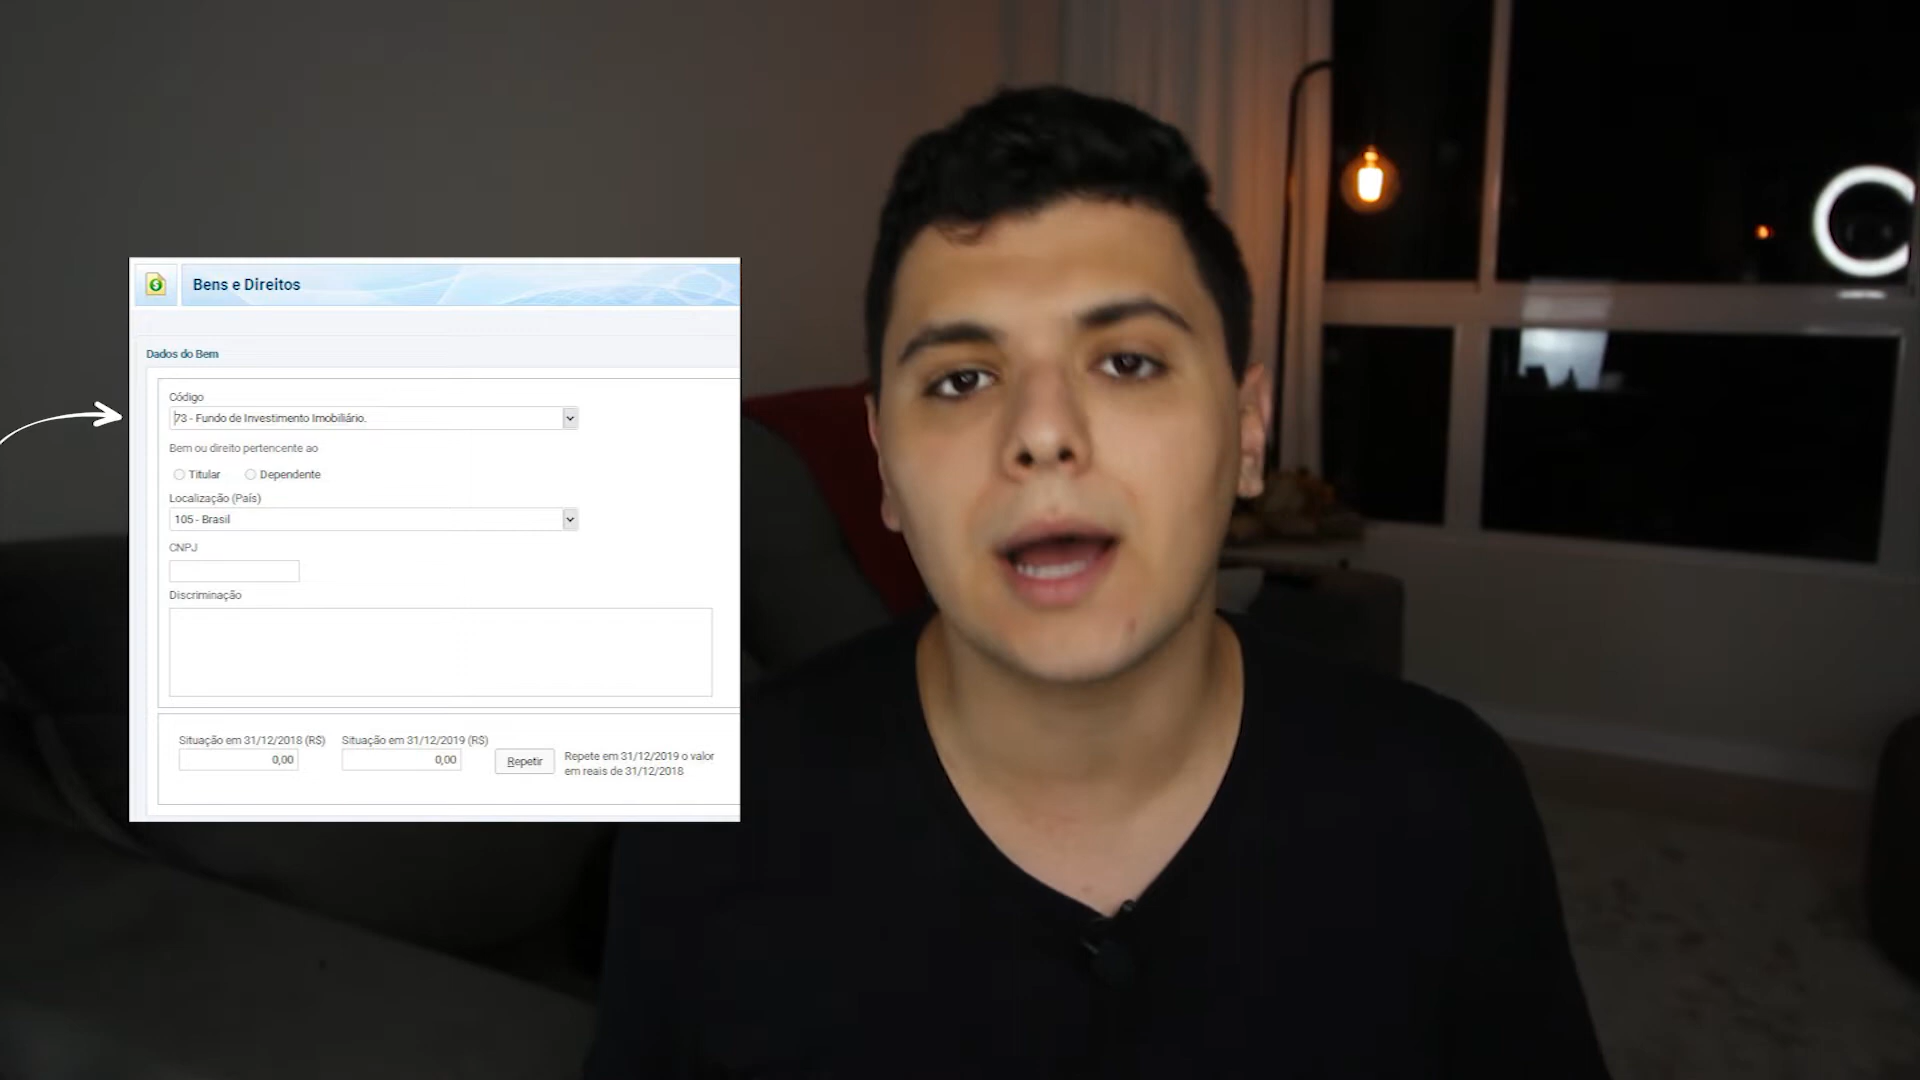 Bens e Direitos
Dados do Bem
Código
73 - Fundo de Investimento Imobiliário.
Bem ou direito pertencente ao
Titular Dependente
Localização (País)
105 - Brasil
CNPJ
Discriminação
Situação em 31/12/2018 (R$) Situação em 31/12/2019 (R$)
0,00 0,00 Repetir
Repete em 31/12/2019 o valor
em reais de 31/12/2018